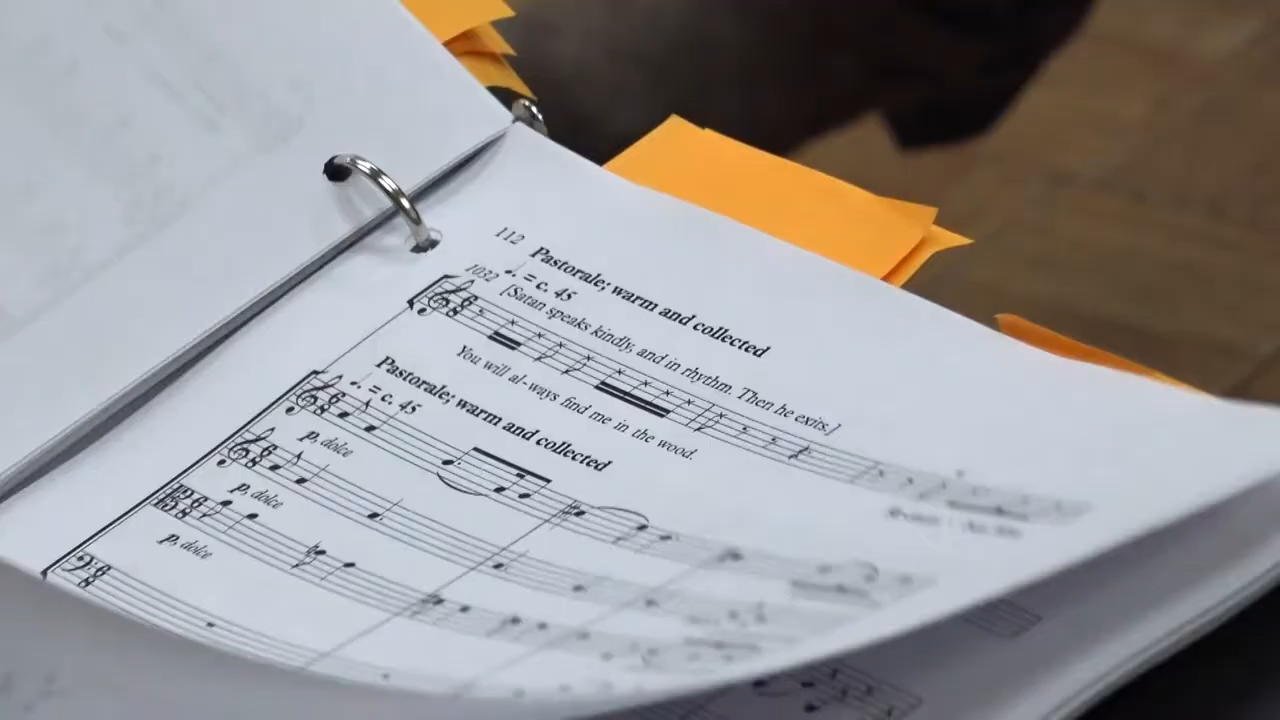 112
Pastorale; warm and collected
1032
♩. = c. 45
[Satan speaks kindly, and in rhythm. Then he exits.]
You will al-ways find me in the wood.
Pastorale; warm and collected
♩. = c. 45
p, dolce
p, dolce
p, dolce